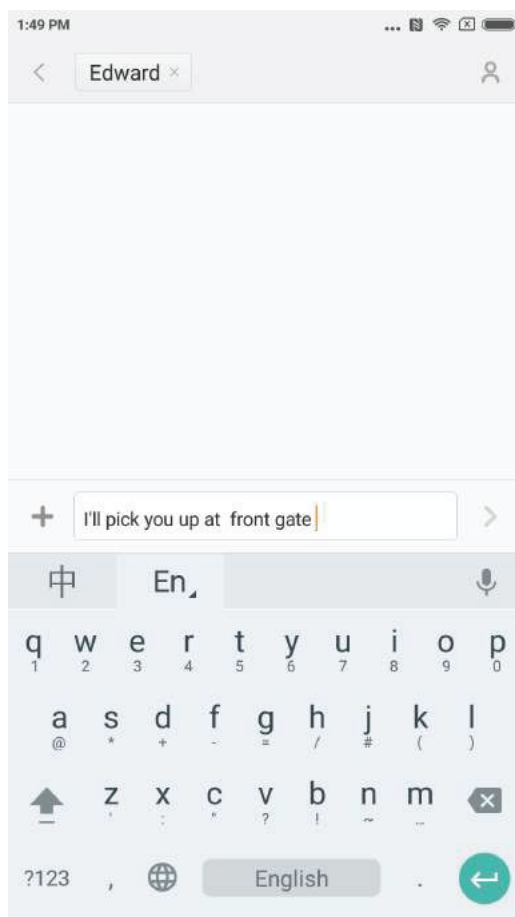 1:49 PM
Edward ×
I'll pick you up at  front gate
中 En
q w e r t y u i o p
1 2 3 4 5 6 7 8 9 0
a s d f g h j k l
@ * + - = / # ( )
z x c v b n m
' : " ? ! ~ …
?123 , English .